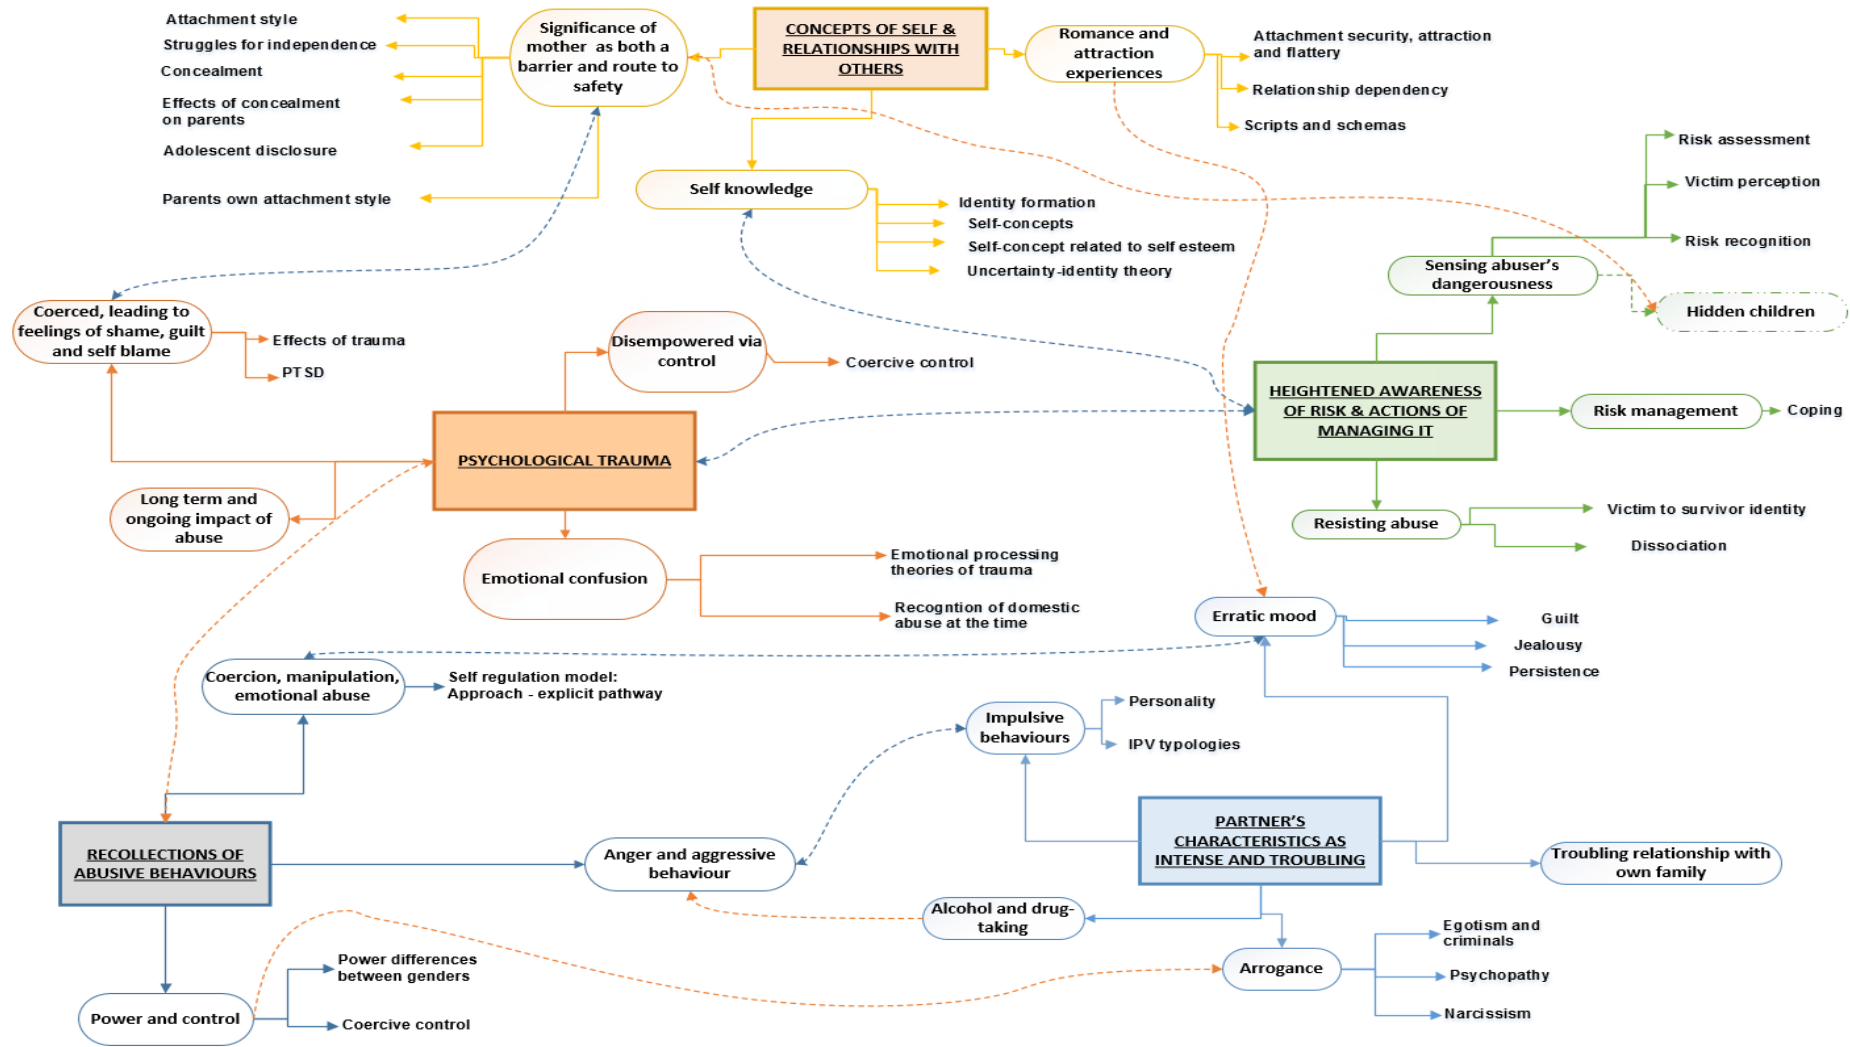 Attachment style
Struggles for independence
Concealment
Effects of concealment
on parents
Adolescent disclosure
Parents own attachment style
Significance of
mother as both a
barrier and route to
safety
CONCEPTS OF SELF &
RELATIONSHIPS WITH
OTHERS
Romance and
attraction
experiences
Attachment security, attraction
and flattery
Relationship dependency
Scripts and schemas
Self knowledge
Identity formation
Self-concepts
Self-concept related to self esteem
Uncertainty-identity theory
Risk assessment
Victim perception
Risk recognition
Sensing abuser's
dangerousness
Hidden children
Coerced, leading to
feelings of shame, guilt
and self blame
Effects of trauma
PTSD
Disempowered via
control
Coercive control
HEIGHTENED AWARENESS
OF RISK & ACTIONS OF
MANAGING IT
Risk management
Coping
PSYCHOLOGICAL TRAUMA
Long term and
ongoing impact of
abuse
Resisting abuse
Victim to survivor identity
Dissociation
Emotional confusion
Emotional processing
theories of trauma
Recogntion of domestic
abuse at the time
Erratic mood
Guilt
Jealousy
Persistence
Coercion, manipulation,
emotional abuse
Self regulation model:
Approach - explicit pathway
Impulsive
behaviours
Personality
IPV typologies
RECOLLECTIONS OF
ABUSIVE BEHAVIOURS
Anger and aggressive
behaviour
PARTNER'S
CHARACTERISTICS AS
INTENSE AND TROUBLING
Troubling relationship with
own family
Alcohol and drug-
taking
Arrogance
Egotism and
criminals
Psychopathy
Narcissism
Power and control
Power differences
between genders
Coercive control